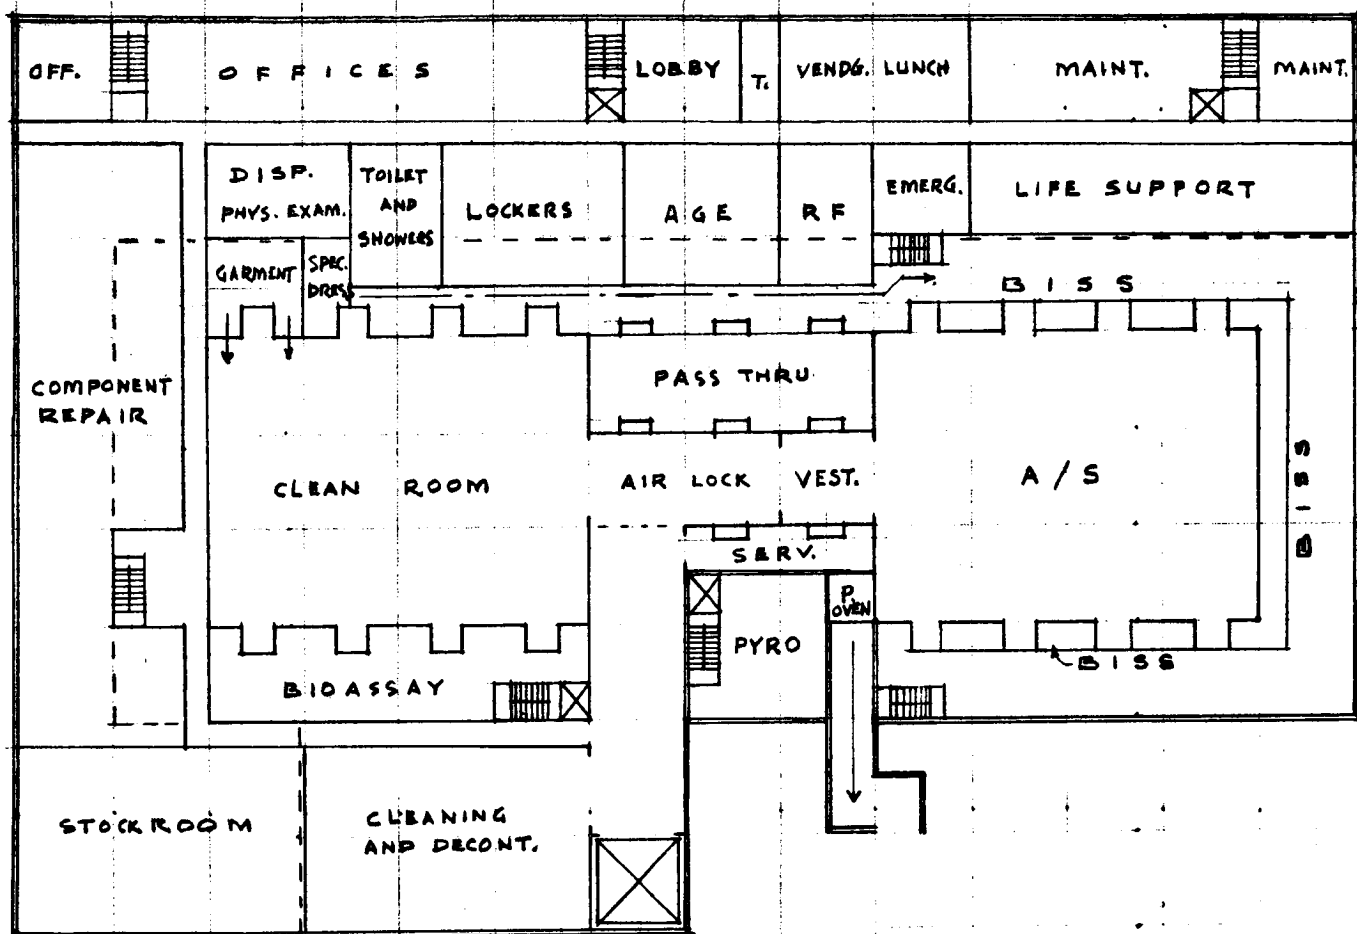 OFF.
OFFICES
LOBBY
T.
VENDG. LUNCH
MAINT.
MAINT.
DISP.
PHYS. EXAM.
TOILET
AND
SHOWERS
LOCKERS
AGE
RF
EMERG.
LIFE SUPPORT
GARMENT
SPEC.
DRESS
BISS
COMPONENT
REPAIR
PASS THRU
CLEAN ROOM
AIR LOCK
VEST.
A/S
BISS
SERV.
P.
OVEN
PYRO
BISS
BIOASSAY
STOCKROOM
CLEANING
AND DECONT.